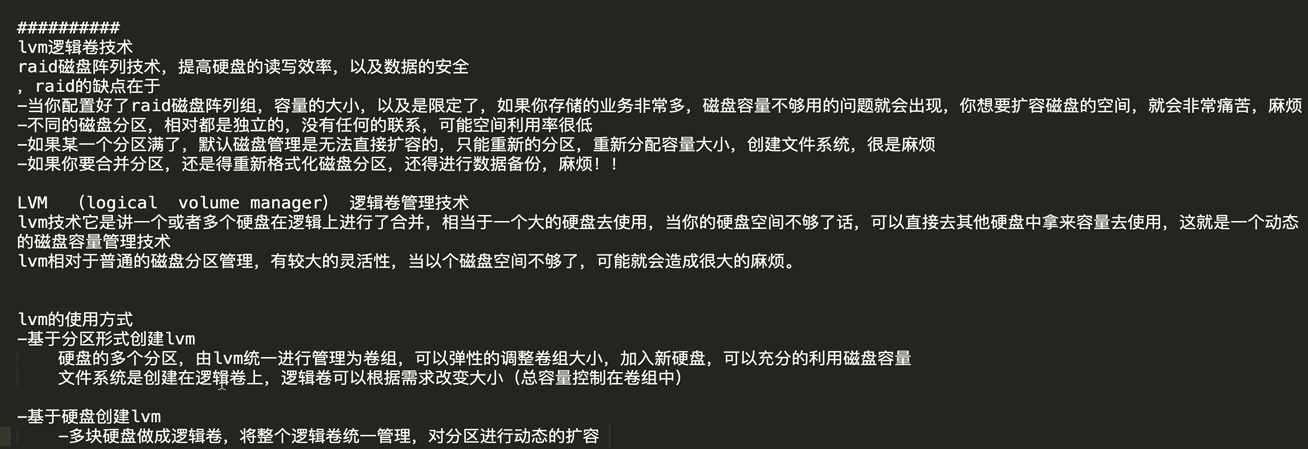 ##########
lvm逻辑卷技术
raid磁盘阵列技术，提高硬盘的读写效率，以及数据的安全
，raid的缺点在于
-当你配置好了raid磁盘阵列组，容量的大小，以及是限定了，如果你存储的业务非常多，磁盘容量不够用的问题就会出现，你想要扩容磁盘的空间，就会非常痛苦，麻烦
-不同的磁盘分区，相对都是独立的，没有任何的联系，可能空间利用率很低
-如果某一个分区满了，默认磁盘管理是无法直接扩容的，只能重新的分区，重新分配容量大小，创建文件系统，很是麻烦
-如果你要合并分区，还是得重新格式化磁盘分区，还得进行数据备份，麻烦！！
LVM （logical volume manager） 逻辑卷管理技术
lvm技术它是讲一个或者多个硬盘在逻辑上进行了合并，相当于一个大的硬盘去使用，当你的硬盘空间不够了话，可以直接去其他硬盘中拿来容量去使用，这就是一个动态
的磁盘容量管理技术
lvm相对于普通的磁盘分区管理，有较大的灵活性，当以个磁盘空间不够了，可能就会造成很大的麻烦。
lvm的使用方式
-基于分区形式创建lvm
硬盘的多个分区，由lvm统一进行管理为卷组，可以弹性的调整卷组大小，加入新硬盘，可以充分的利用磁盘容量
文件系统是创建在逻辑卷上，逻辑卷可以根据需求改变大小（总容量控制在卷组中）
-基于硬盘创建lvm
-多块硬盘做成逻辑卷，将整个逻辑卷统一管理，对分区进行动态的扩容